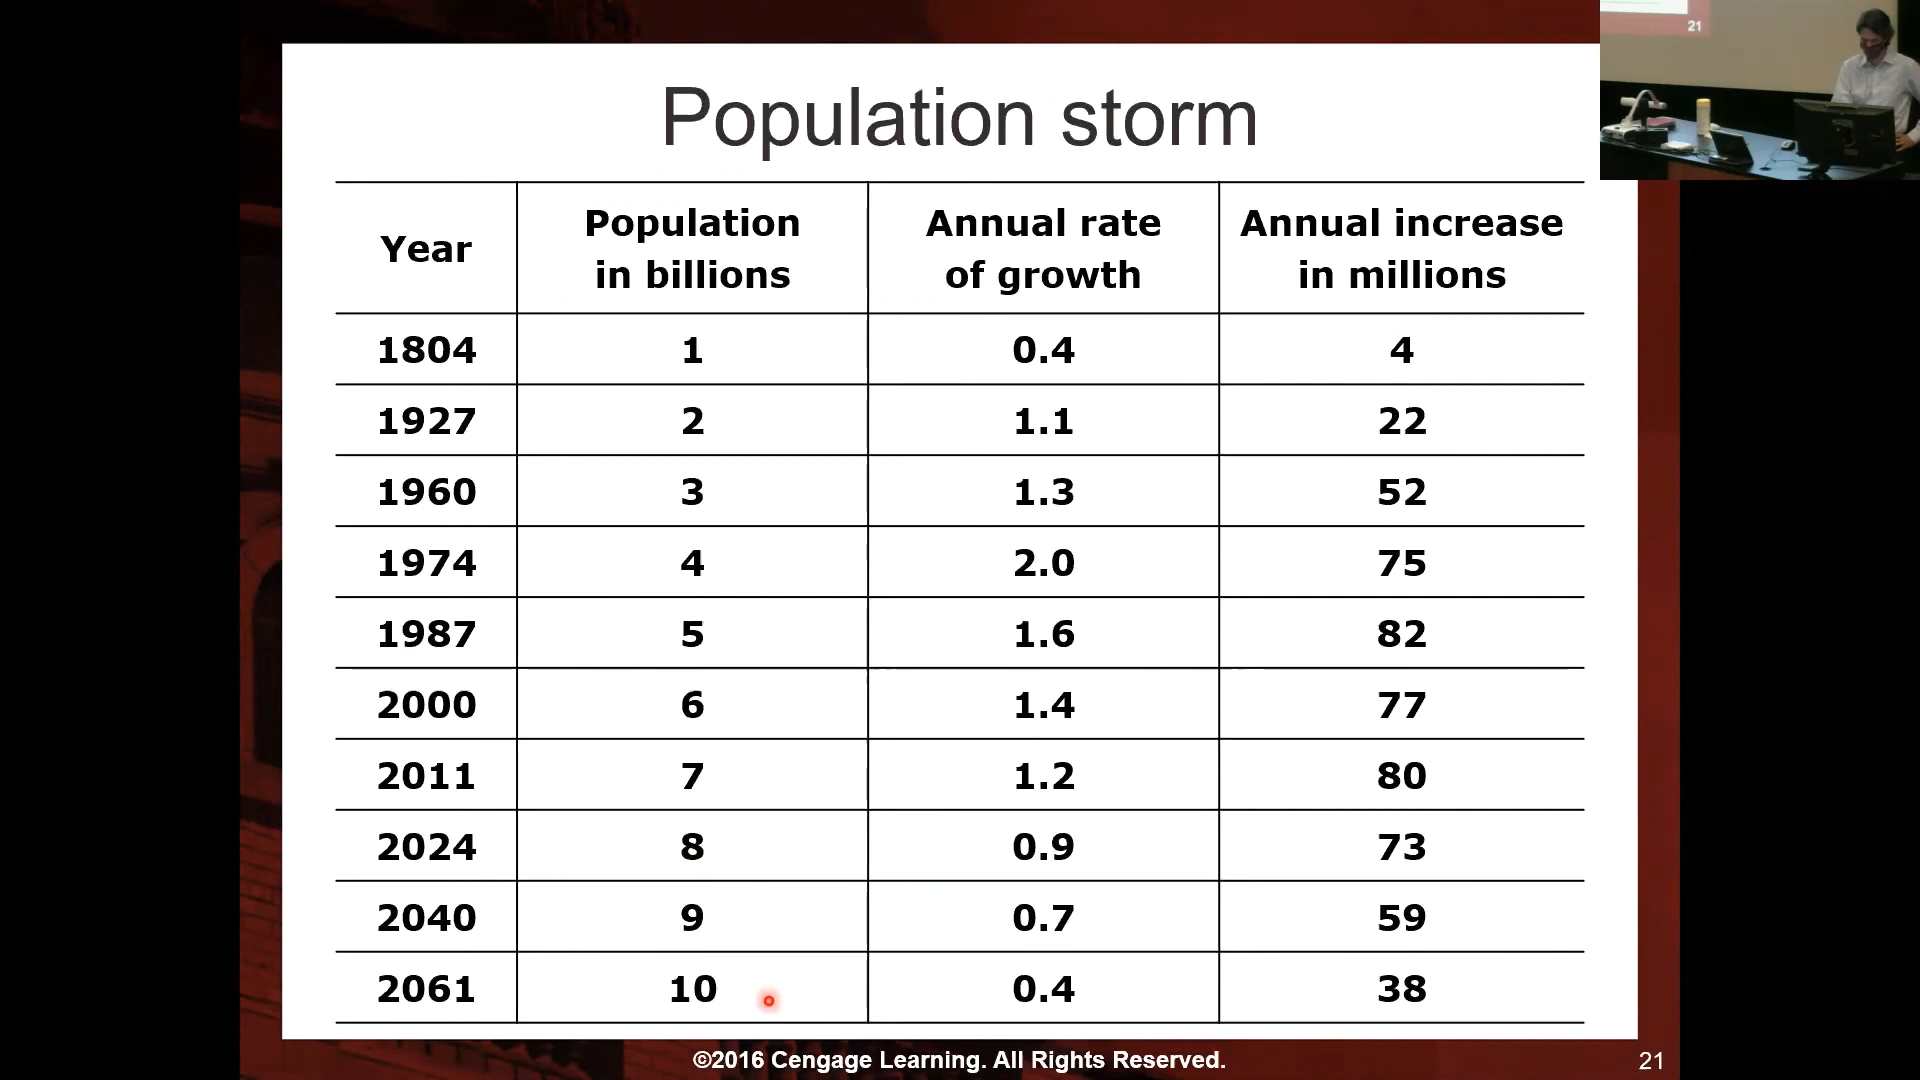 21
Population storm
Year Population in billions Annual rate of growth Annual increase in millions
1804 1 0.4 4
1927 2 1.1 22
1960 3 1.3 52
1974 4 2.0 75
1987 5 1.6 82
2000 6 1.4 77
2011 7 1.2 80
2024 8 0.9 73
2040 9 0.7 59
2061 10 0.4 38
©2016 Cengage Learning. All Rights Reserved.
21